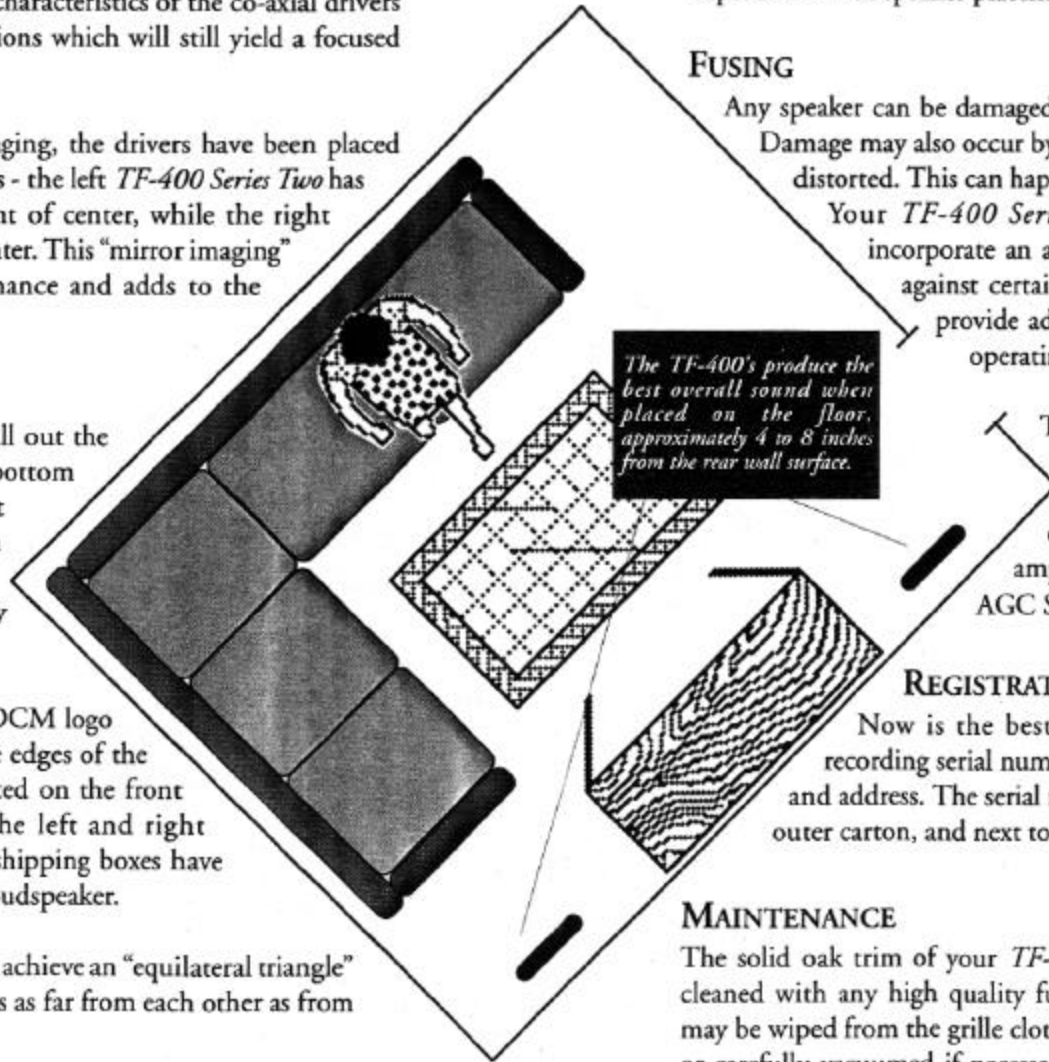 characteristics of the co-axial drivers
ions which will still yield a focused
ging, the drivers have been placed
s - the left TF-400 Series Two has
nt of center, while the right
nter. This “mirror imaging”
nance and adds to the
ll out the
bottom
t
y
DCM logo
e edges of the
ted on the front
he left and right
shipping boxes have
oudspeaker.
achieve an “equilateral triangle”
s as far from each other as from
The TF-400's produce the
best overall sound when
placed on the floor,
approximately 4 to 8 inches
from the rear wall surface.
FUSING
Any speaker can be damaged
Damage may also occur by
distorted. This can hap
Your TF-400 Seri
incorporate an a
against certai
provide ad
operatin
T
amp
AGC S
REGISTRAT
Now is the best
recording serial num
and address. The serial
outer carton, and next to
MAINTENANCE
The solid oak trim of your TF-
cleaned with any high quality fu
may be wiped from the grille clot